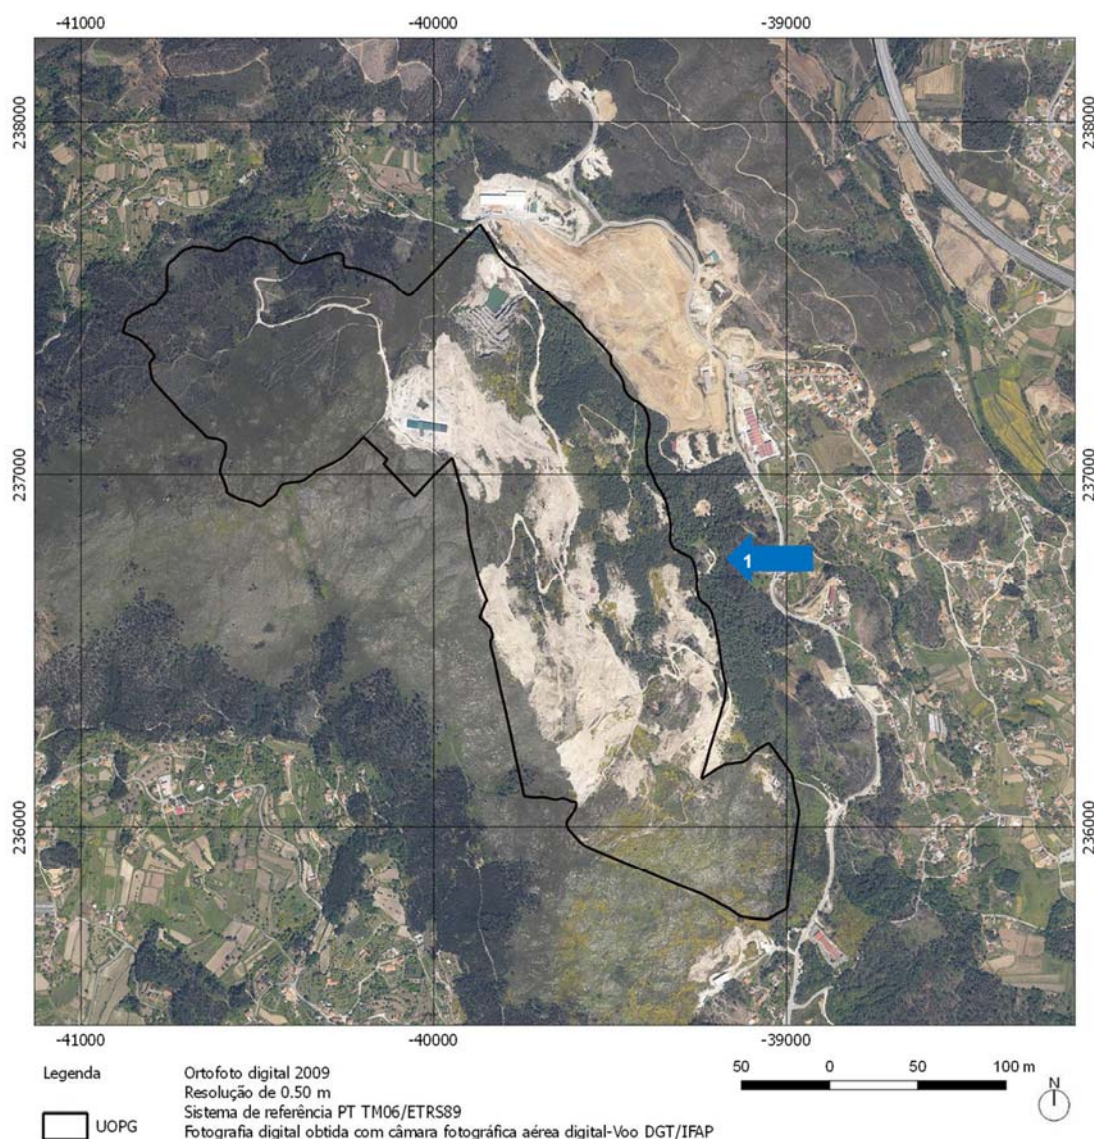 -41000 -40000 -39000
238000 238000
237000 237000
1
236000 236000
-41000 -40000 -39000
Legenda
UOPG
Ortofoto digital 2009
Resolução de 0.50 m
Sistema de referência PT TM06/ETRS89
Fotografia digital obtida com câmara fotográfica aérea digital-Voo DGT/IFAP
50 0 50 100 m
N